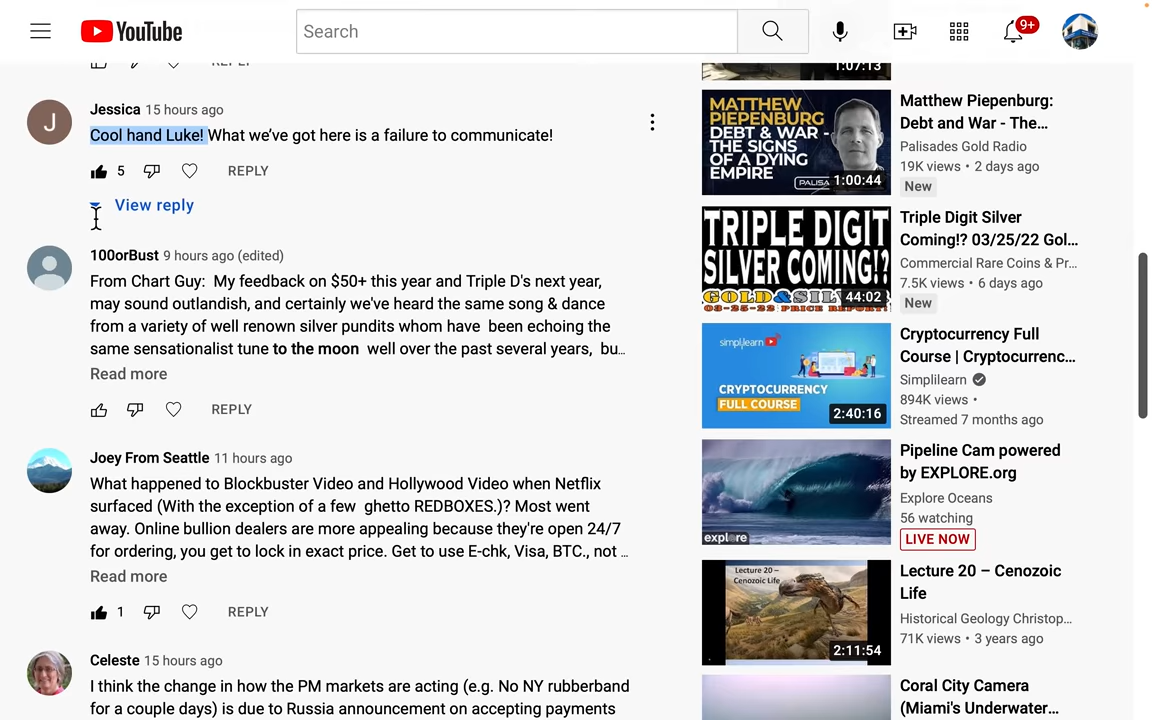 YouTube
Search
9+
REPLY
Jessica 15 hours ago
Cool hand Luke! What we've got here is a failure to communicate!
5 REPLY
View reply
100orBust 9 hours ago (edited)
From Chart Guy: My feedback on $50+ this year and Triple D's next year,
may sound outlandish, and certainly we've heard the same song & dance
from a variety of well renown silver pundits whom have been echoing the
same sensationalist tune to the moon well over the past several years, bu...
Read more
REPLY
Joey From Seattle 11 hours ago
What happened to Blockbuster Video and Hollywood Video when Netflix
surfaced (With the exception of a few ghetto REDBOXES.)? Most went
away. Online bullion dealers are more appealing because they're open 24/7
for ordering, you get to lock in exact price. Get to use E-chk, Visa, BTC., not ...
Read more
1 REPLY
Celeste 15 hours ago
I think the change in how the PM markets are acting (e.g. No NY rubberband
for a couple days) is due to Russia announcement on accepting payments
1:07:13
MATTHEW
PIEPENBURG
DEBT & WAR -
THE SIGNS
OF A DYING
EMPIRE
PALISA
1:00:44
Matthew Piepenburg:
Debt and War - The...
Palisades Gold Radio
19K views • 2 days ago
New
TRIPLE DIGIT
SILVER COMING!?
GOLD & SIL
03-25-22 PRICE REPORT!
44:02
Triple Digit Silver
Coming!? 03/25/22 Gol...
Commercial Rare Coins & Pr...
7.5K views • 6 days ago
New
simplilearn
CRYPTOCURRENCY
FULL COURSE
2:40:16
Cryptocurrency Full
Course | Cryptocurrenc...
Simplilearn
894K views •
Streamed 7 months ago
explore
Pipeline Cam powered
by EXPLORE.org
Explore Oceans
56 watching
LIVE NOW
Lecture 20 –
Cenozoic Life
2:11:54
Lecture 20 – Cenozoic
Life
Historical Geology Christop...
71K views • 3 years ago
Coral City Camera
(Miami's Underwater...